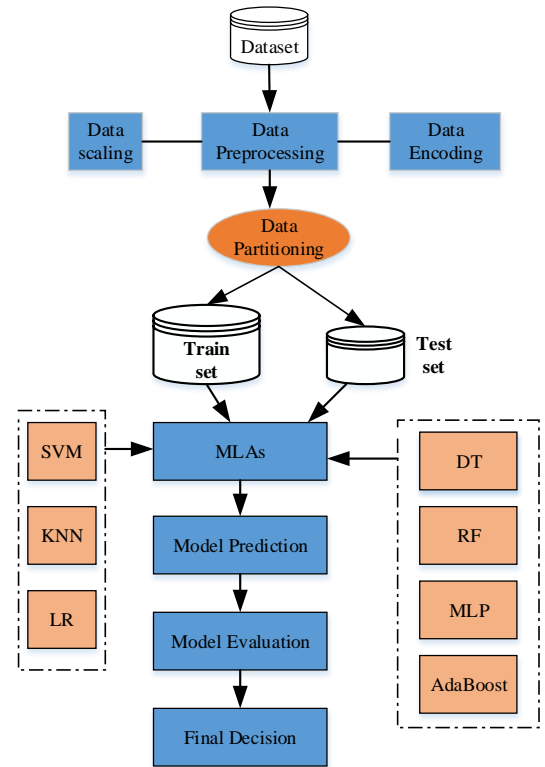 Dataset
Data
scaling
Data
Preprocessing
Data
Encoding
Data
Partitioning
Train
set
Test
set
SVM
KNN
LR
MLAs
DT
RF
MLP
AdaBoost
Model Prediction
Model Evaluation
Final Decision